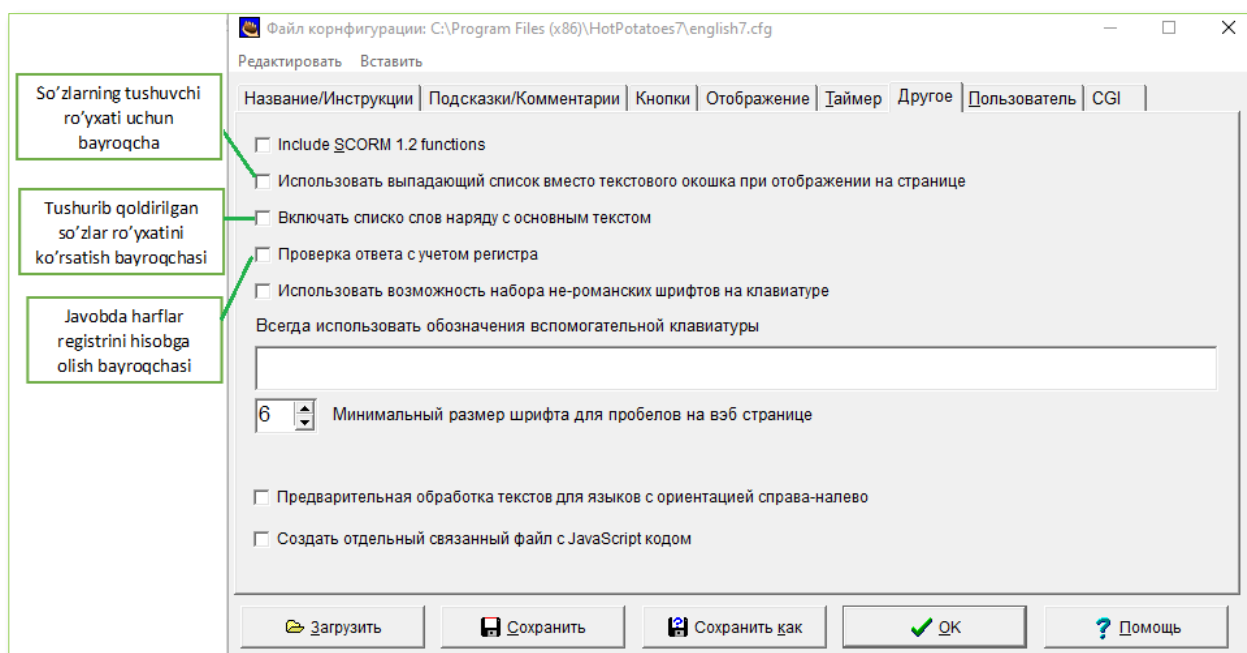 Файл корнфигурации: C:\Program Files (x86)\HotPotatoes7\english7.cfg
Редактировать Вставить
Название/Инструкции Подсказки/Комментарии Кнопки Отображение Таймер Другое Пользователь CGI
So’zlarning tushuvchi
ro’yxati uchun
bayroqcha
Tushurib qoldirilgan
so’zlar ro’yxatini
ko’rsatish bayroqchasi
Javobda harflar
registrini hisobga
olish bayroqchasi
Include SCORM 1.2 functions
Использовать выпадающий список вместо текстового окошка при отображении на странице
Включать списко слов наряду с основным текстом
Проверка ответа с учетом регистра
Использовать возможность набора не-романских шрифтов на клавиатуре
Всегда использовать обозначения вспомогательной клавиатуры
6 Минимальный размер шрифта для пробелов на вэб странице
Предварительная обработка текстов для языков с ориентацией справа-налево
Создать отдельный связанный файл с JavaScript кодом
Загрузить Сохранить Сохранить как OK Помощь